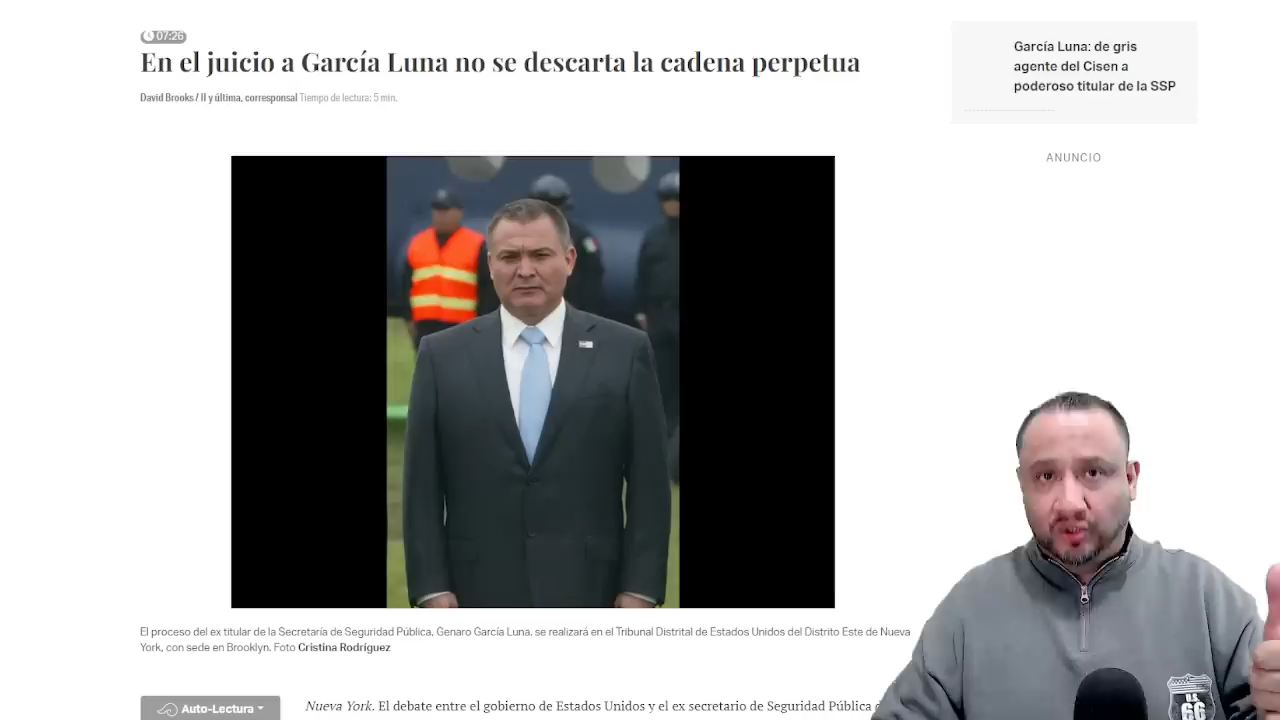 07:26
En el juicio a García Luna no se descarta la cadena perpetua
David Brooks / II y última, corresponsal Tiempo de lectura: 5 min.
García Luna: de gris
agente del Cisen a
poderoso titular de la SSP
ANUNCIO
El proceso del ex titular de la Secretaría de Seguridad Pública, Genaro García Luna, se realizará en el Tribunal Distrital de Estados Unidos del Distrito Este de Nueva
York, con sede en Brooklyn. Foto Cristina Rodríguez
Auto-Lectura
Nueva York. El debate entre el gobierno de Estados Unidos y el ex secretario de Seguridad Pública
U.S.
66